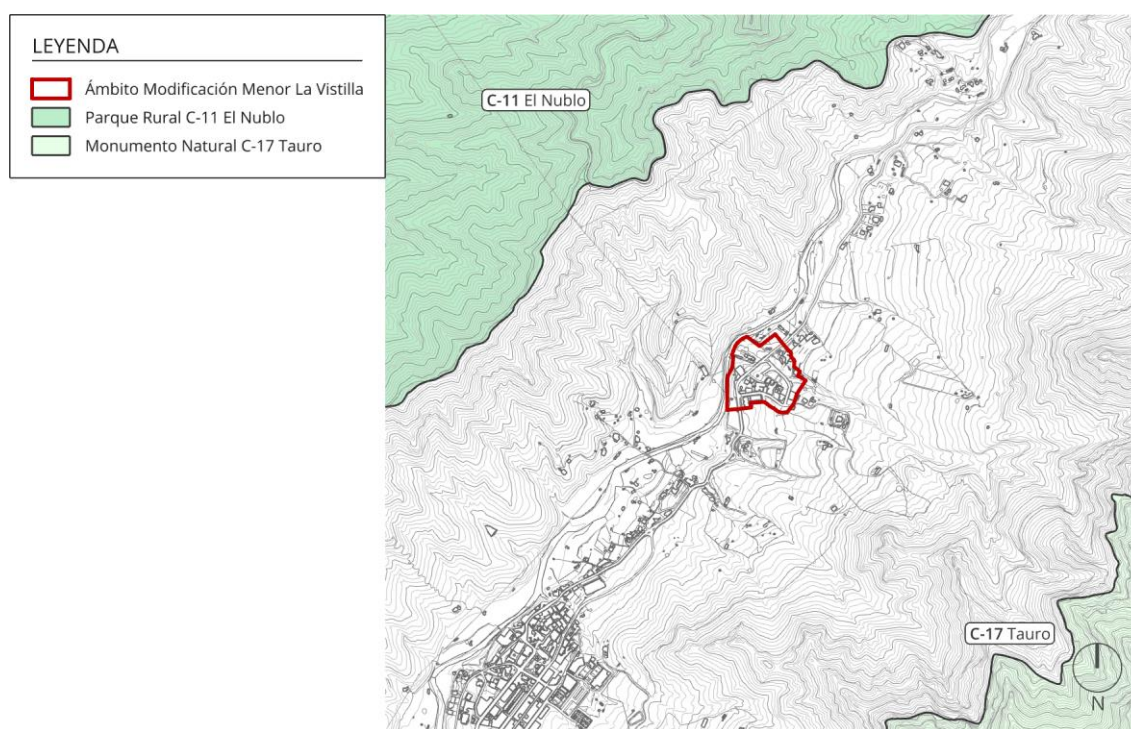 LEYENDA
Ámbito Modificación Menor La Vistilla
Parque Rural C-11 El Nublo
Monumento Natural C-17 Tauro
C-11 El Nublo
C-17 Tauro
N